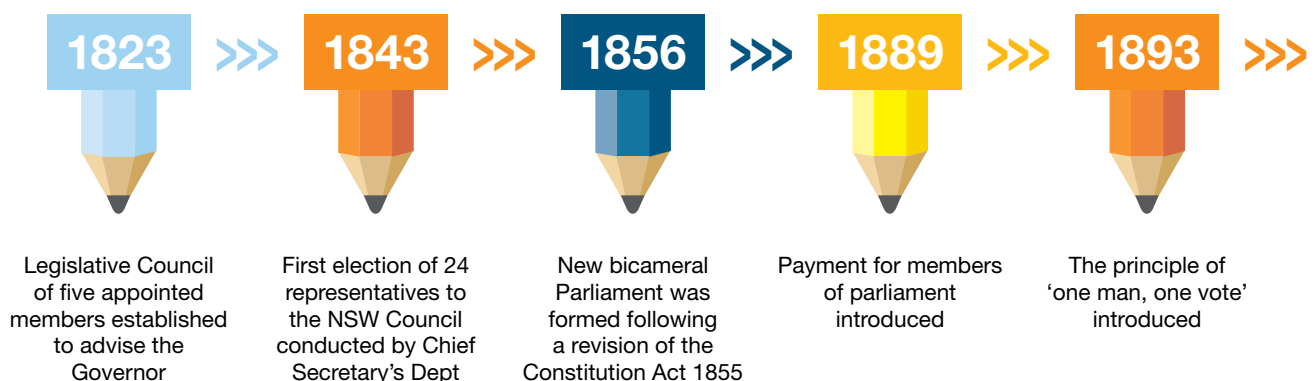 1823 >>> 1843 >>> 1856 >>> 1889 >>> 1893 >>>
Legislative Council
of five appointed
members established
to advise the
Governor
First election of 24
representatives to
the NSW Council
conducted by Chief
Secretary's Dept
New bicameral
Parliament was
formed following
a revision of the
Constitution Act 1855
Payment for members
of parliament
introduced
The principle of
‘one man, one vote’
introduced